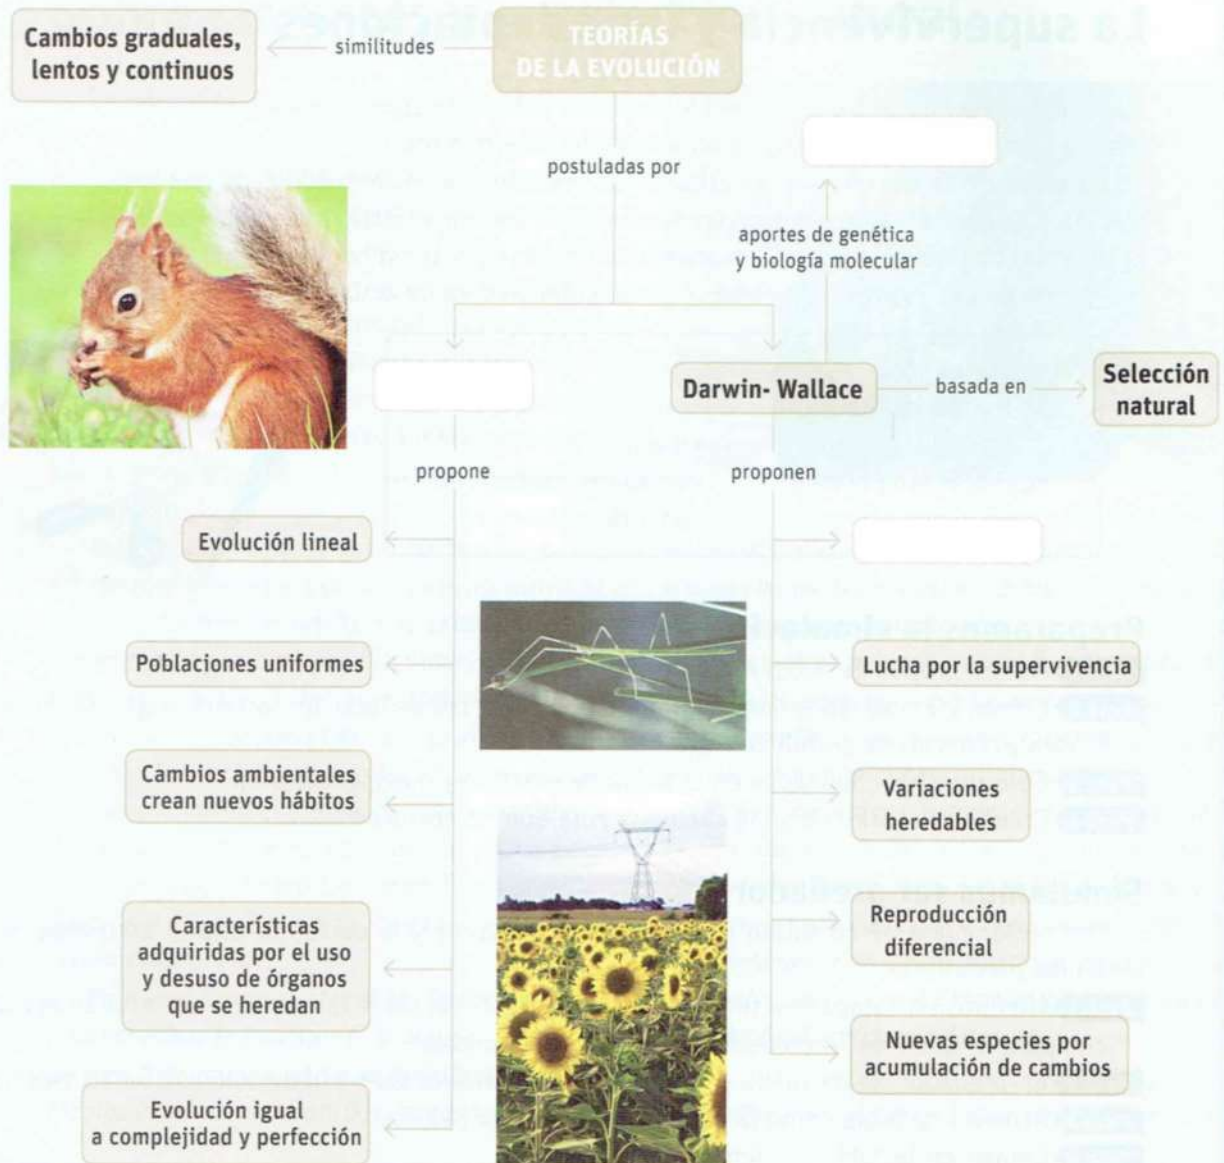 Cambios graduales,
lentos y continuos
similitudes
TEORÍAS
DE LA EVOLUCIÓN
postuladas por
aportes de genética
y biología molecular
Darwin- Wallace
basada en
Selección
natural
propone
proponen
Evolución lineal
Poblaciones uniformes
Lucha por la supervivencia
Cambios ambientales
crean nuevos hábitos
Variaciones
heredables
Características
adquiridas por el uso
y desuso de órganos
que se heredan
Reproducción
diferencial
Nuevas especies por
acumulación de cambios
Evolución igual
a complejidad y perfección